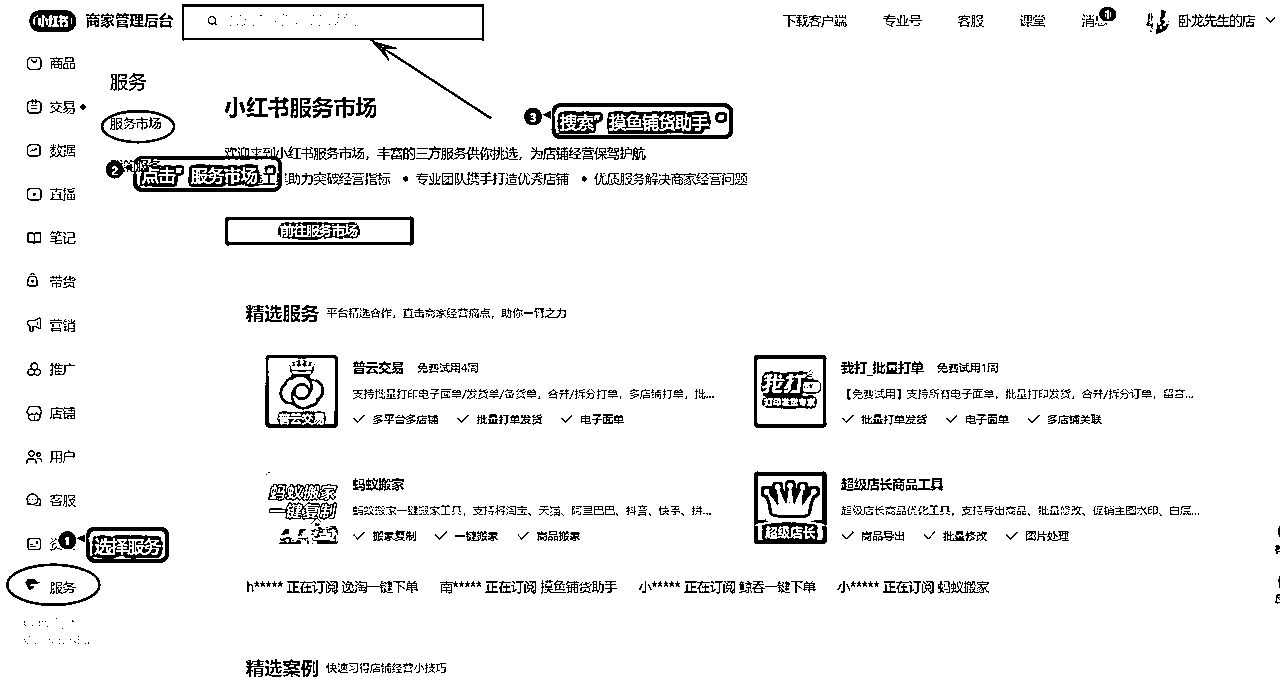 小红书 商家管理后台
下载客户端 专业号 客服 课堂 消息 卧龙先生的店
商品
交易
数据
直播
笔记
带货
营销
推广
店铺
用户
客服
服务
1 选择服务
服务
服务市场
2 点击"服务市场"
小红书服务市场
3 搜索"摸鱼铺货助手"
欢迎来到小红书服务市场，丰富的三方服务供你挑选，为店铺经营保驾护航
助力突破经营指标 • 专业团队携手打造优秀店铺 • 优质服务解决商家经营问题
前往服务市场
精选服务 平台精选合作，直击商家经营痛点，助你一臂之力
普云交易
普云交易 免费试用4周
支持批量打印电子面单/发货单/备货单，合并/拆分打单，多店铺打单，批...
多平台多店铺 批量打单发货 电子面单
我打
我打_批量打单 免费试用1周
【免费试用】支持所有电子面单，批量打印发货，合并/拆分订单，留言...
批量打单发货 电子面单 多店铺关联
蚂蚁搬家
一键复制
蚂蚁搬家
蚂蚁搬家一键搬家工具，支持将淘宝、天猫、阿里巴巴、抖音、快手、拼...
搬家复制 一键搬家 商品搬家
超级店长
超级店长商品工具
超级店长商品优化工具，支持导出商品、批量修改、促销主图水印、白底...
商品导出 批量修改 图片处理
h***** 正在订阅 逸淘一键下单 南***** 正在订阅 摸鱼铺货助手 小***** 正在订阅 鲸吞一键下单 小***** 正在订阅 蚂蚁搬家
精选案例 快速习得店铺经营小技巧